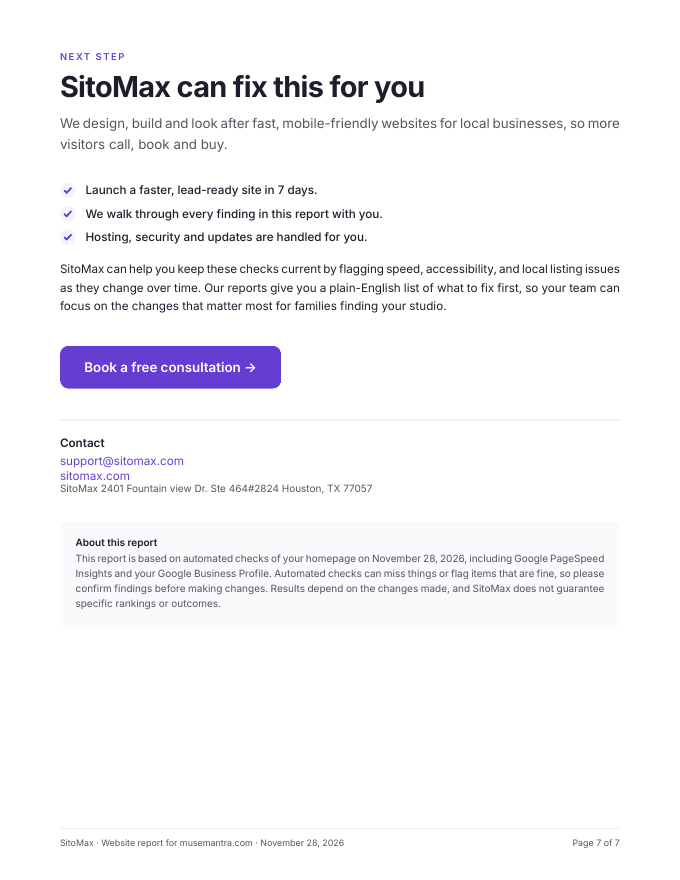 NEXT STEP
SitoMax can fix this for you
We design, build and look after fast, mobile-friendly websites for local businesses, so more
visitors call, book and buy.
Launch a faster, lead-ready site in 7 days.
We walk through every finding in this report with you.
Hosting, security and updates are handled for you.
SitoMax can help you keep these checks current by flagging speed, accessibility, and local listing issues
as they change over time. Our reports give you a plain-English list of what to fix first, so your team can
focus on the changes that matter most for families finding your studio.
Book a free consultation →
Contact
support@sitomax.com
sitomax.com
SitoMax 2401 Fountain view Dr. Ste 464#2824 Houston, TX 77057
About this report
This report is based on automated checks of your homepage on November 28, 2026, including Google PageSpeed
Insights and your Google Business Profile. Automated checks can miss things or flag items that are fine, so please
confirm findings before making changes. Results depend on the changes made, and SitoMax does not guarantee
specific rankings or outcomes.
SitoMax · Website report for musemantra.com · November 28, 2026
Page 7 of 7